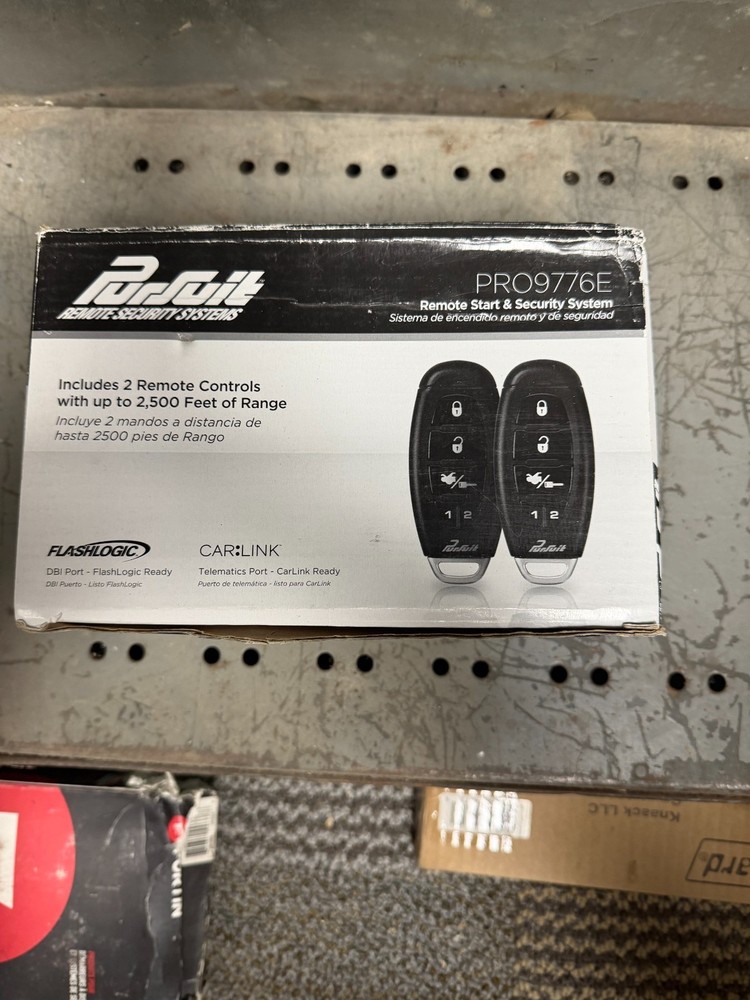 Pursuit
REMOTE SECURITY SYSTEMS
PRO9776E
Remote Start & Security System
Sistema de encendido remoto y de seguridad
Includes 2 Remote Controls
with up to 2,500 Feet of Range
Incluye 2 mandos a distancia de
hasta 2500 pies de Rango
1 2
1 2
Pursuit
Pursuit
FLASHLOGIC
DBI Port - FlashLogic Ready
DBI Puerto - Listo FlashLogic
CAR:LINK
Telematics Port - CarLink Ready
Puerto de telemática - listo para CarLink
Knaack LLC
ard